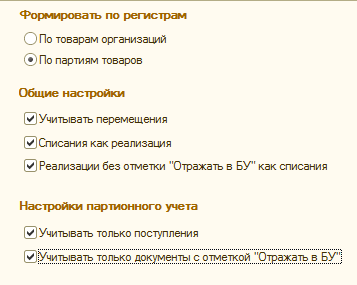 Формировать по регистрам
По товарам организаций
По партиям товаров
Общие настройки
Учитывать перемещения
Списания как реализация
Реализации без отметки "Отражать в БУ" как списания
Настройки партионного учета
Учитывать только поступления
Учитывать только документы с отметкой "Отражать в БУ"